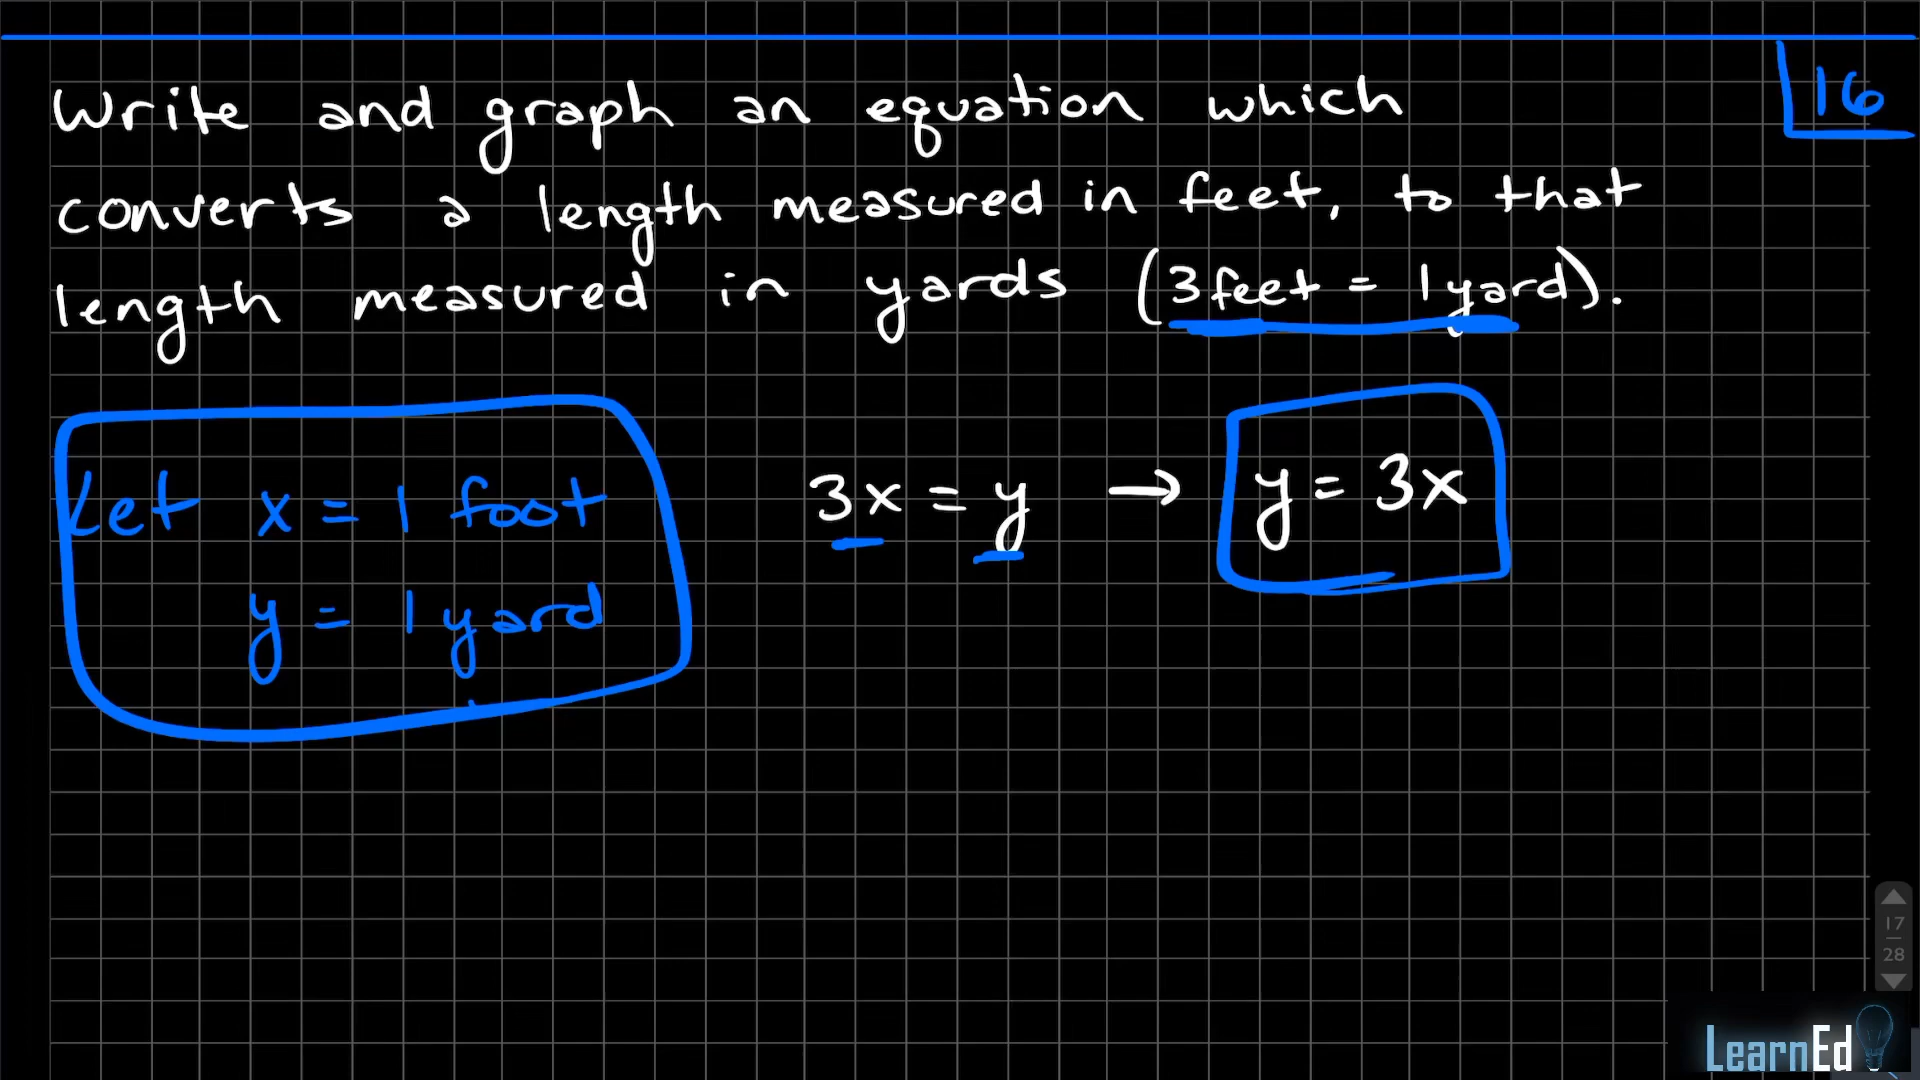 16
Write and graph an equation which
converts a length measured in feet, to that
length measured in yards (3 feet = 1 yard).
Let x = 1 foot
y = 1 yard
3x = y → y = 3x
17
28
LearnEd